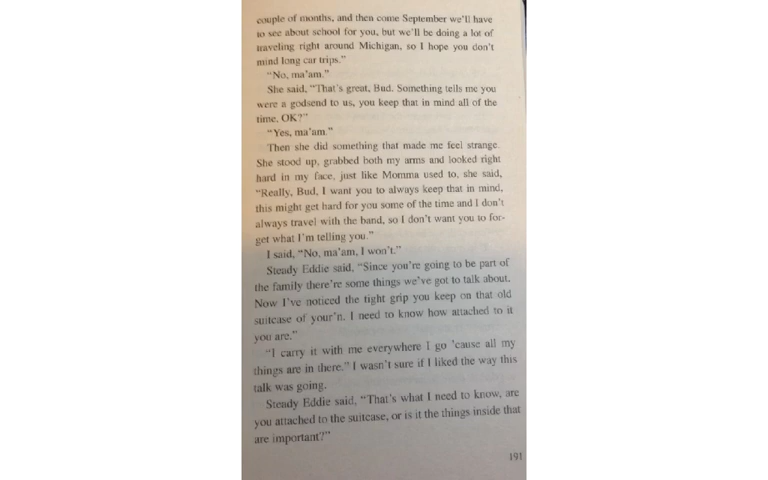 couple of months, and then come September we'll have
to see about school for you, but we'll be doing a lot of
traveling right around Michigan, so I hope you don't
mind long car trips."
"No, ma'am."
She said, "That's great, Bud. Something tells me you
were a godsend to us, you keep that in mind all of the
time, OK?"
"Yes, ma'am."
Then she did something that made me feel strange.
She stood up, grabbed both my arms and looked right
hard in my face, just like Momma used to, she said,
"Really, Bud, I want you to always keep that in mind,
this might get hard for you some of the time and I don't
always travel with the band, so I don't want you to for-
get what I'm telling you."
I said, "No, ma'am, I won't."
Steady Eddie said, "Since you're going to be part of
the family there're some things we've got to talk about.
Now I've noticed the tight grip you keep on that old
suitcase of your'n. I need to know how attached to it
you are."
"I carry it with me everywhere I go 'cause all my
things are in there." I wasn't sure if I liked the way this
talk was going.
Steady Eddie said, "That's what I need to know, are
you attached to the suitcase, or is it the things inside that
are important?"
191